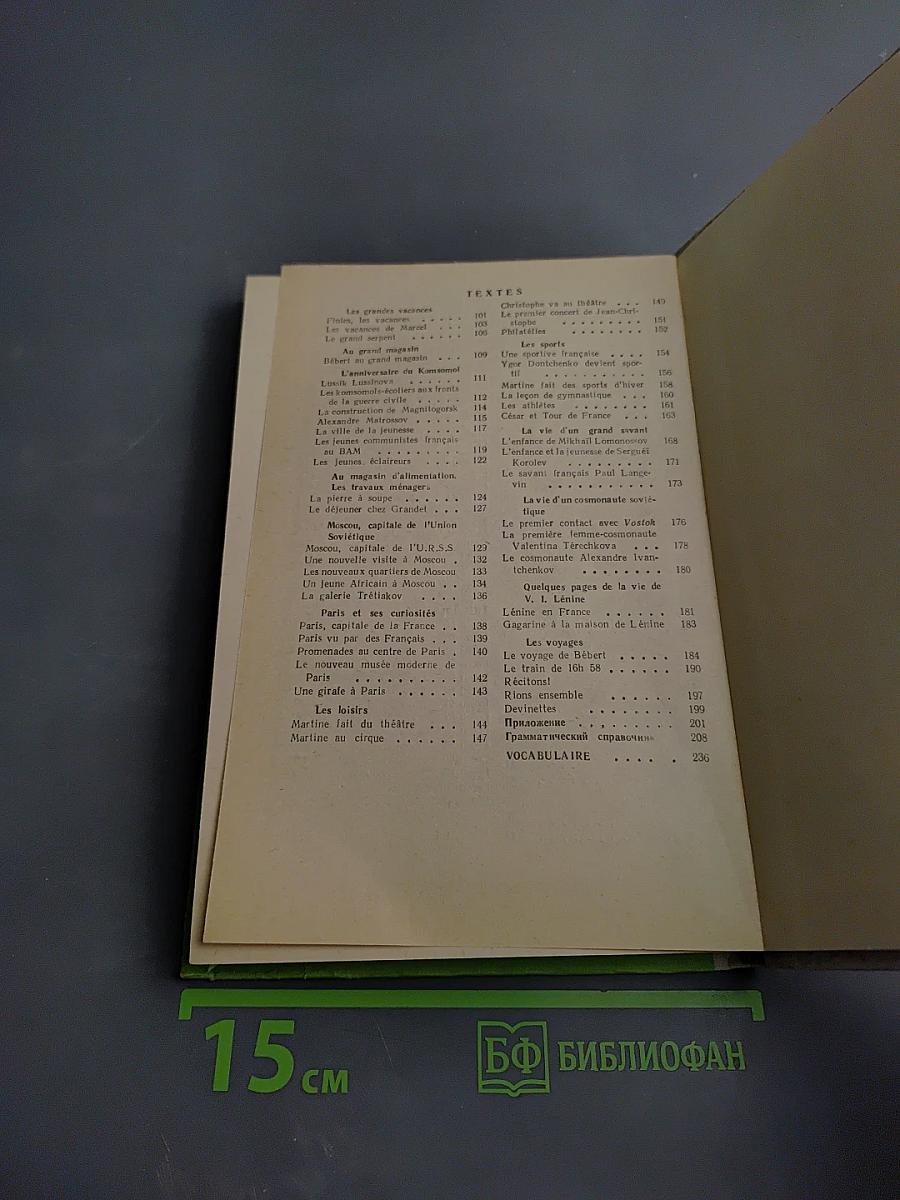 TEXTES
Les grandes vacances
Finies, les vacances . . . . . 101
Les vacances de Marcel . . . 103
Le grand serpent . . . . . . 106
Au grand magasin
Bébert au grand magasin . . . 109
L'anniversaire du Komsomol
Lussik Lussinova . . . . . . 111
Les komsomols-écoliers aux fronts
de la guerre civile . . . . . 112
La construction de Magnitogorsk 114
Alexandre Matrossov . . . . . 115
La ville de la jeunesse . . . . 117
Les jeunes communistes français
au BAM . . . . . . . . . 119
Les jeunes éclaireurs . . . . 122
Au magasin d'alimentation.
Les travaux ménagers
La pierre à soupe . . . . . . 124
Le déjeuner chez Grandet . . . 127
Moscou, capitale de l'Union
Soviétique
Moscou, capitale de l'U.R.S.S. 129
Une nouvelle visite à Moscou . 132
Les nouveaux quartiers de Moscou 133
Un Jeune Africain à Moscou . . 134
La galerie Trétiakov . . . . 136
Paris et ses curiosités
Paris, capitale de la France . . 138
Paris vu par des Français . . . 139
Promenades au centre de Paris . 140
Le nouveau musée moderne de
Paris . . . . . . . . . . 142
Une girafe à Paris . . . . . . 143
Les loisirs
Martine fait du théâtre . . . 144
Martine au cirque . . . . . . 147
Christophe va au théâtre . . . 149
Le premier concert de Jean-Chri-
stophe . . . . . . . . 151
Philatélies . . . . . . . . . 152
Les sports
Une sportive française . . . . 154
Ygor Dontchenko devient spor-
tif . . . . . . . . . . . 156
Martine fait des sports d'hiver 158
La leçon de gymnastique . . . 160
Les athlètes . . . . . . . 161
César et Tour de France . . . 163
La vie d'un grand savant
L'enfance de Mikhaïl Lomonossov 168
L'enfance et la jeunesse de Serguéï
Korolev . . . . . . . . . 171
Le savant français Paul Lange-
vin . . . . . . . . . . . 173
La vie d'un cosmonaute sovié-
tique
Le premier contact avec Vostok 176
La première femme-cosmonaute
Valentina Térechkova . . . 178
Le cosmonaute Alexandre Ivan-
tchenkov . . . . . . . . 180
Quelques pages de la vie de
V. I. Lénine
Lénine en France . . . . . . 181
Gagarine à la maison de Lénine 183
Les voyages
Le voyage de Bébert . . . . . 184
Le train de 16h 58 . . . . . . 190
Récitons!
Rions ensemble . . . . . . 197
Devinettes . . . . . . . . 199
Приложение . . . . . . . . . 201
Грамматический справочник 208
VOCABULAIRE . . . . . 236
15 см
БФ БИБЛИОФАН